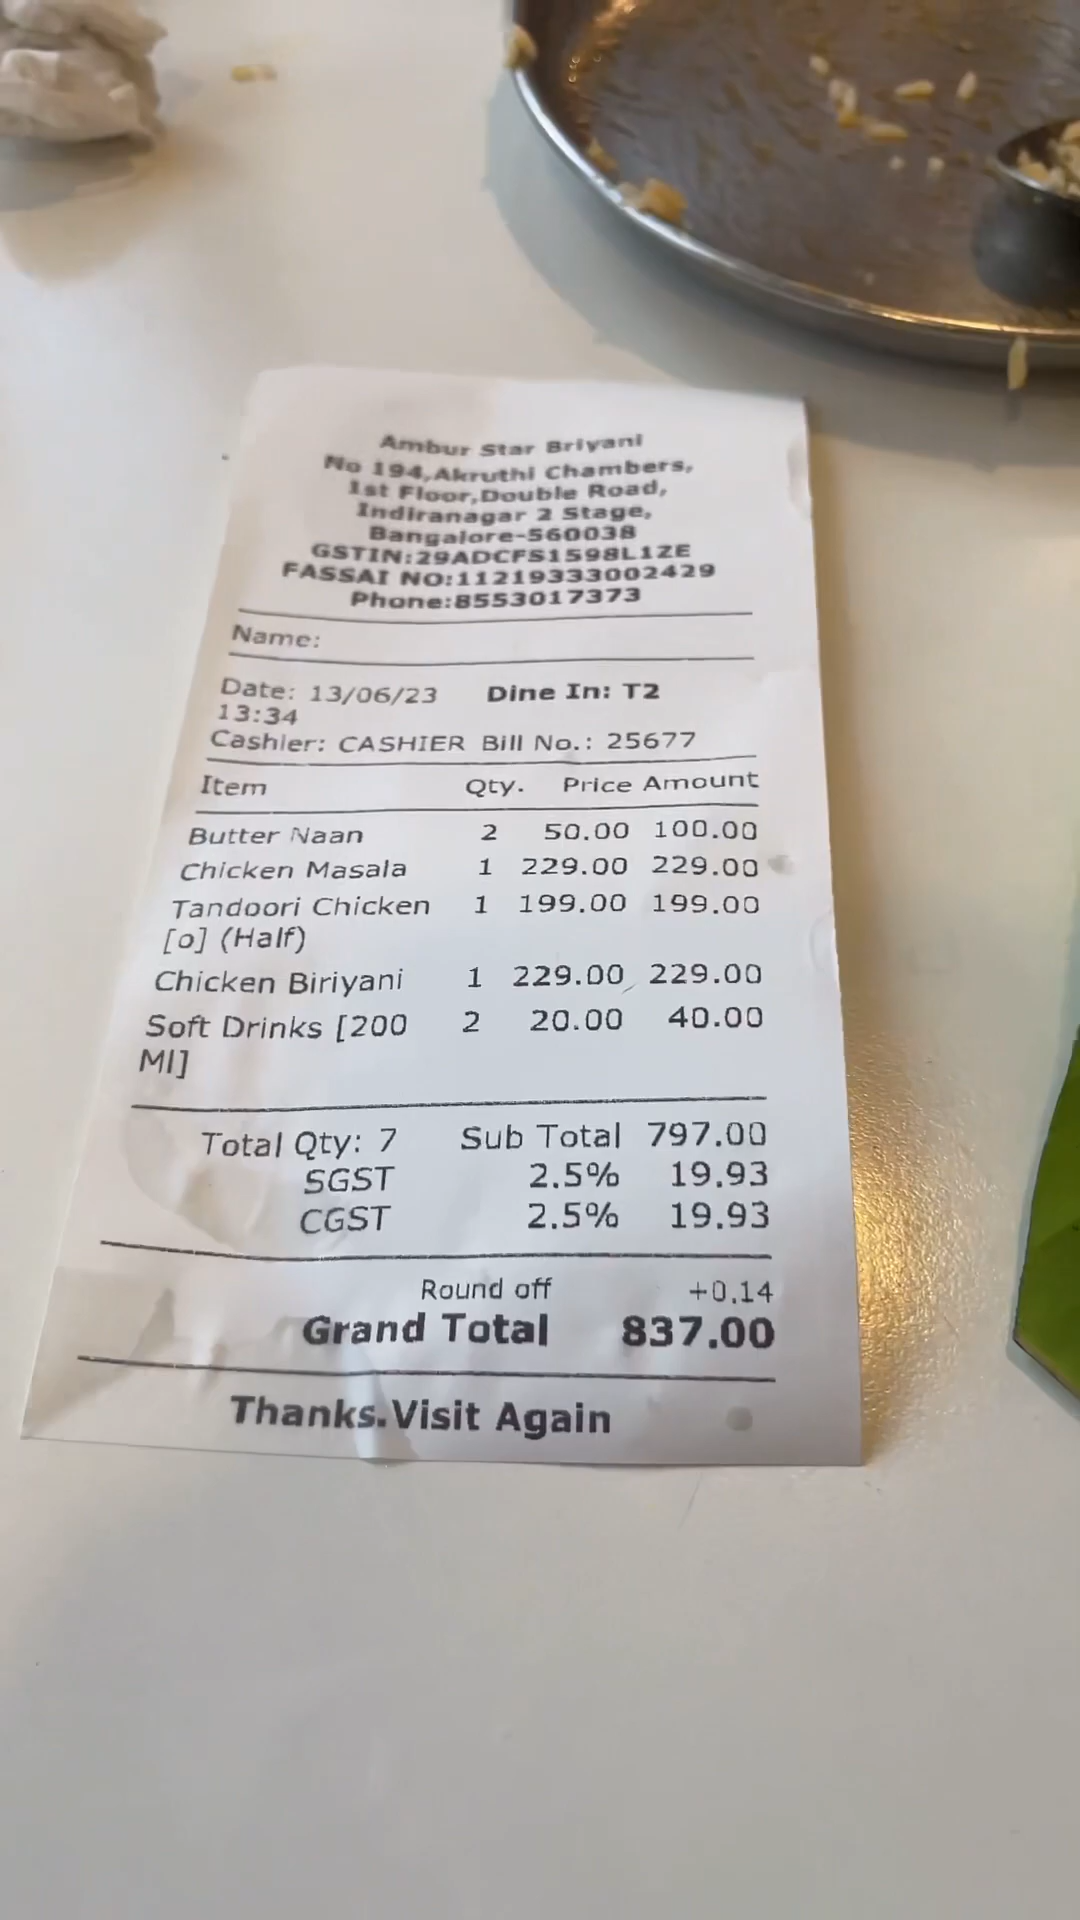 Ambur Star Briyani
No 194,Akruthi Chambers,
1st Floor,Double Road,
Indiranagar 2 Stage,
Bangalore-560038
GSTIN:29ADCFS1598L1ZE
FASSAI NO:11219333002429
Phone:8553017373
Name:
Date: 13/06/23 Dine In: T2
13:34
Cashier: CASHIER Bill No.: 25677
Item Qty. Price Amount
Butter Naan 2 50.00 100.00
Chicken Masala 1 229.00 229.00
Tandoori Chicken 1 199.00 199.00
[o] (Half)
Chicken Biriyani 1 229.00 229.00
Soft Drinks [200 2 20.00 40.00
Ml]
Total Qty: 7 Sub Total 797.00
SGST 2.5% 19.93
CGST 2.5% 19.93
Round off +0.14
Grand Total 837.00
Thanks.Visit Again